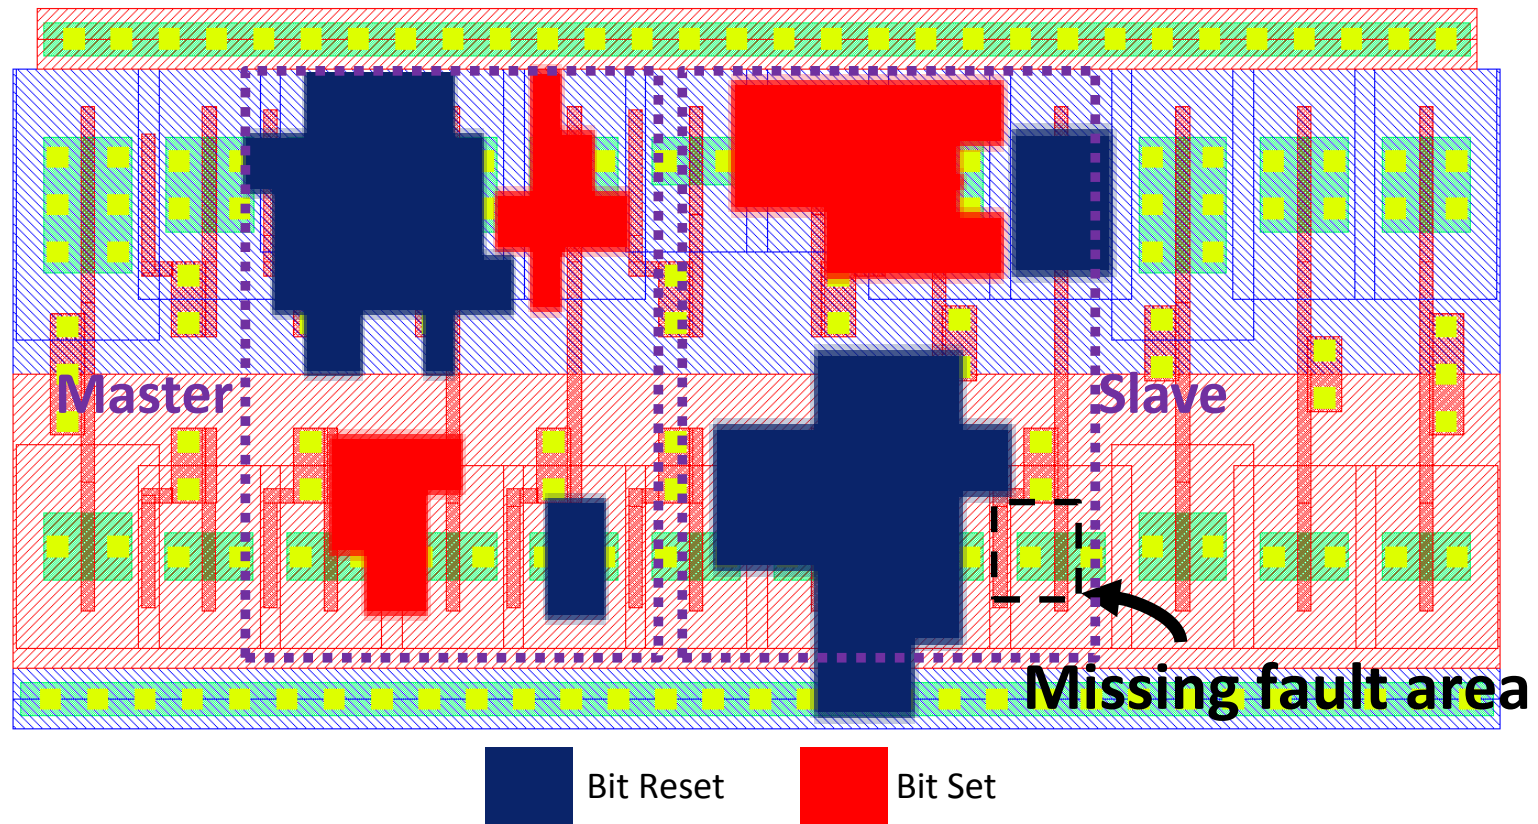 Master
Slave
Missing fault area
Bit Reset
Bit Set